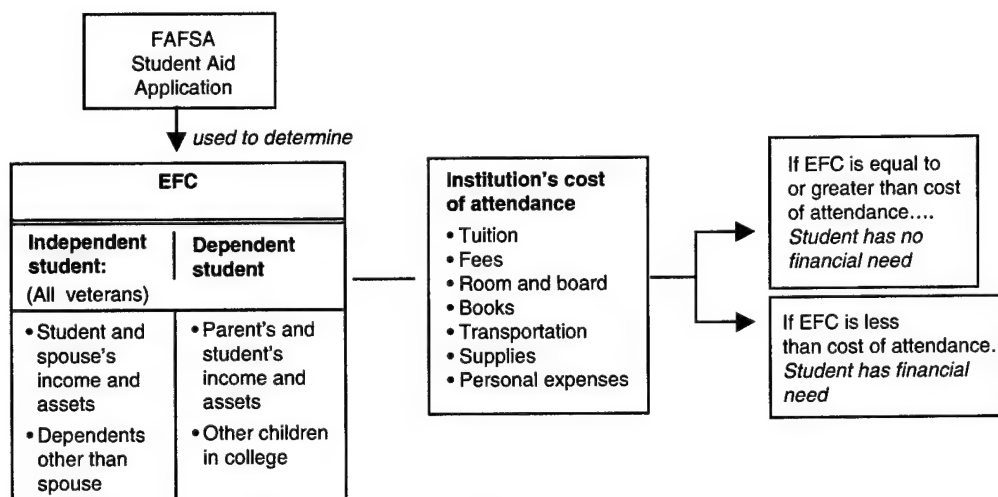 FAFSA
Student Aid
Application
used to determine
EFC
Independent
student:
(All veterans)
• Student and
spouse's
income and
assets
• Dependents
other than
spouse
Dependent
student
• Parent's and
student's
income and
assets
• Other children
in college
Institution's cost
of attendance
• Tuition
• Fees
• Room and board
• Books
• Transportation
• Supplies
• Personal expenses
If EFC is equal to
or greater than cost
of attendance....
Student has no
financial need
If EFC is less
than cost of attendance.
Student has financial
need